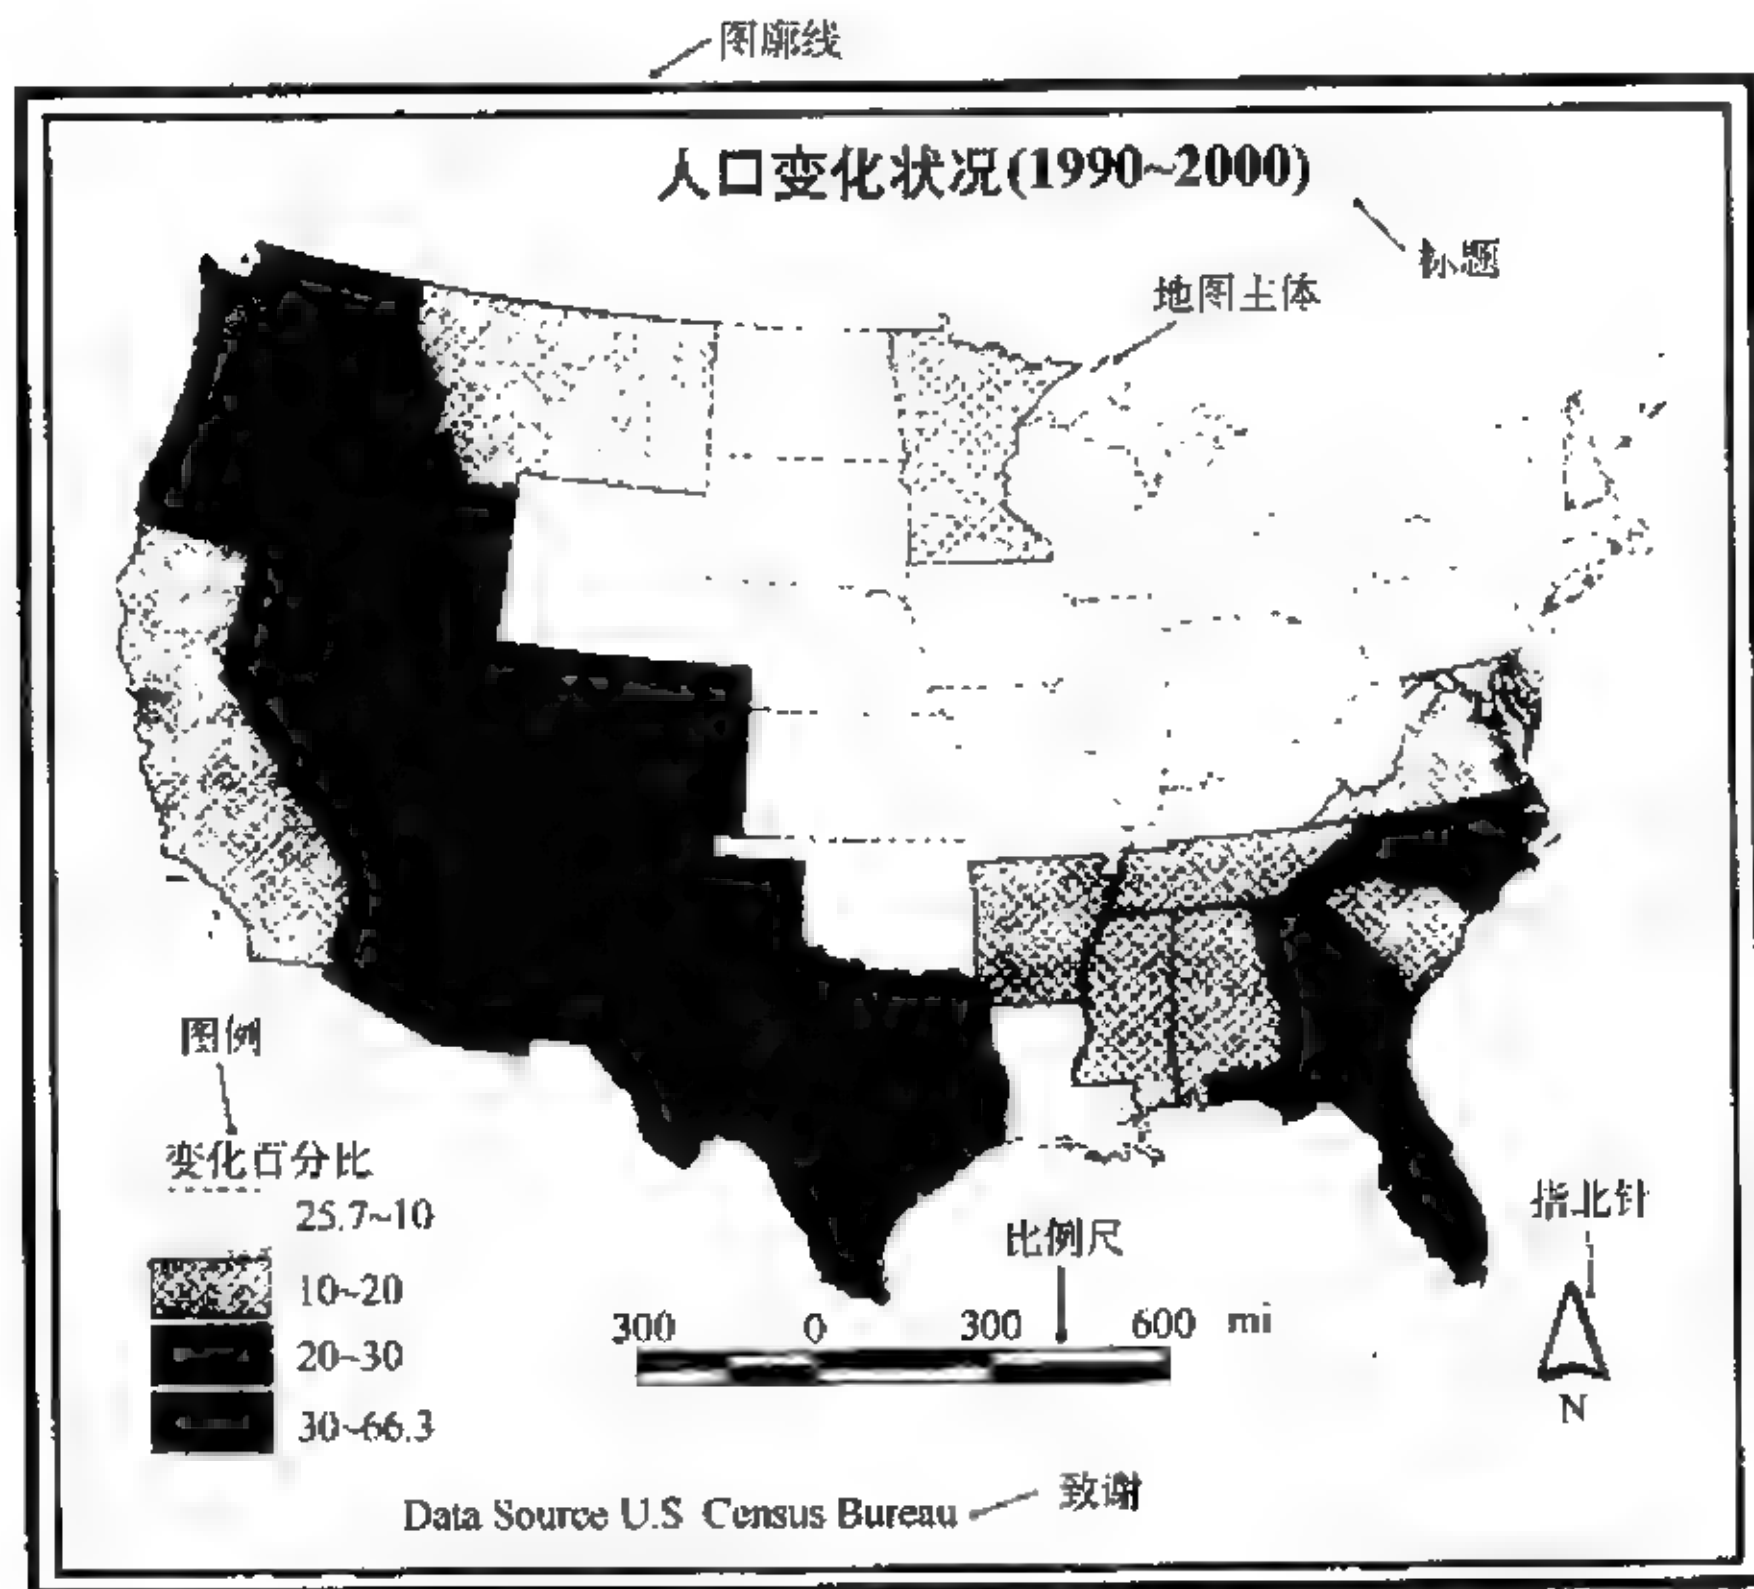 图廓线
人口变化状况(1990~2000)
标题
地图主体
图例
变化百分比
25.7~10
10~20
20~30
30~66.3
比例尺
300 0 300 600 mi
指北针
N
Data Source U.S Census Bureau
致谢